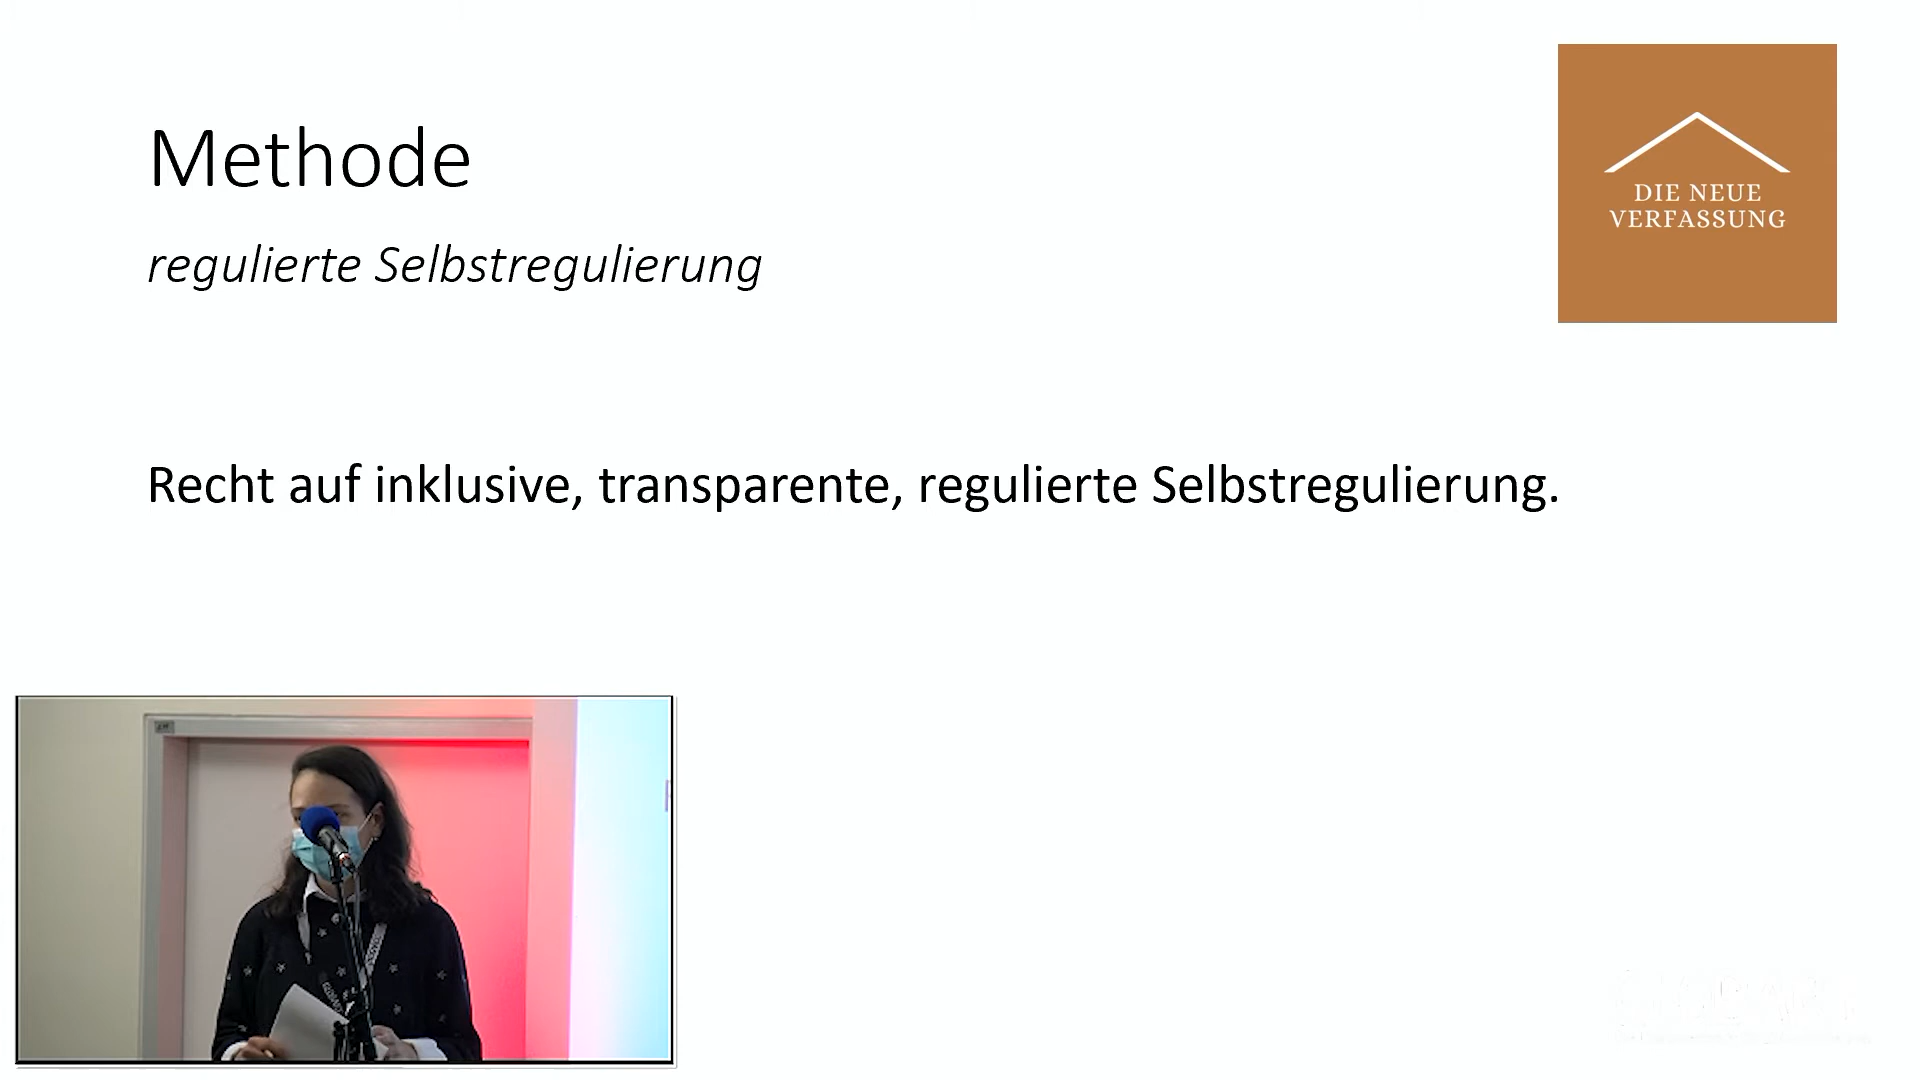 Methode
regulierte Selbstregulierung
DIE NEUE
VERFASSUNG
Recht auf inklusive, transparente, regulierte Selbstregulierung.